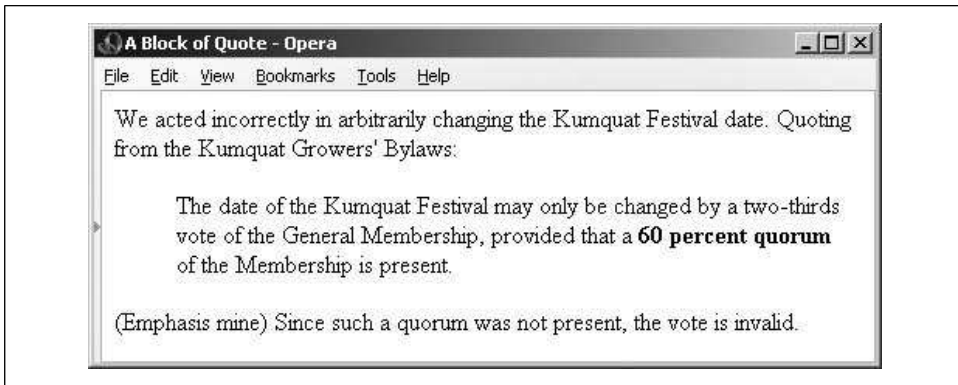 A Block of Quote - Opera
File Edit View Bookmarks Tools Help
We acted incorrectly in arbitrarily changing the Kumquat Festival date. Quoting
from the Kumquat Growers' Bylaws:
The date of the Kumquat Festival may only be changed by a two-thirds
vote of the General Membership, provided that a 60 percent quorum
of the Membership is present.
(Emphasis mine) Since such a quorum was not present, the vote is invalid.